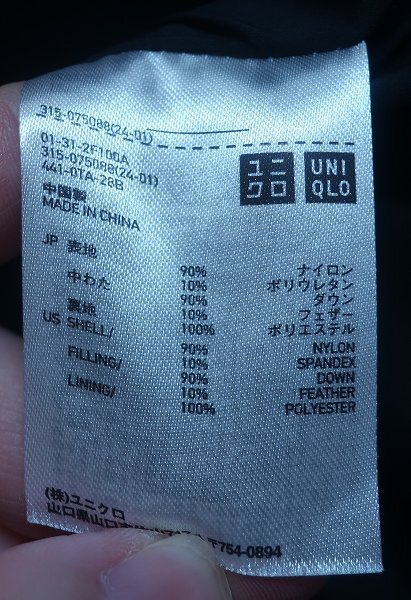 315-075088(24-01)
01-31-2F100A
315-075088(24-01)
441-0TA-28B
ユニクロ UNIQLO
中国製
MADE IN CHINA
JP 表地 90% ナイロン
10% ポリウレタン
中わた 90% ダウン
10% フェザー
裏地 100% ポリエステル
US SHELL/ 90% NYLON
10% SPANDEX
FILLING/ 90% DOWN
10% FEATHER
LINING/ 100% POLYESTER
(株)ユニクロ
山口県山口市 〒754-0894